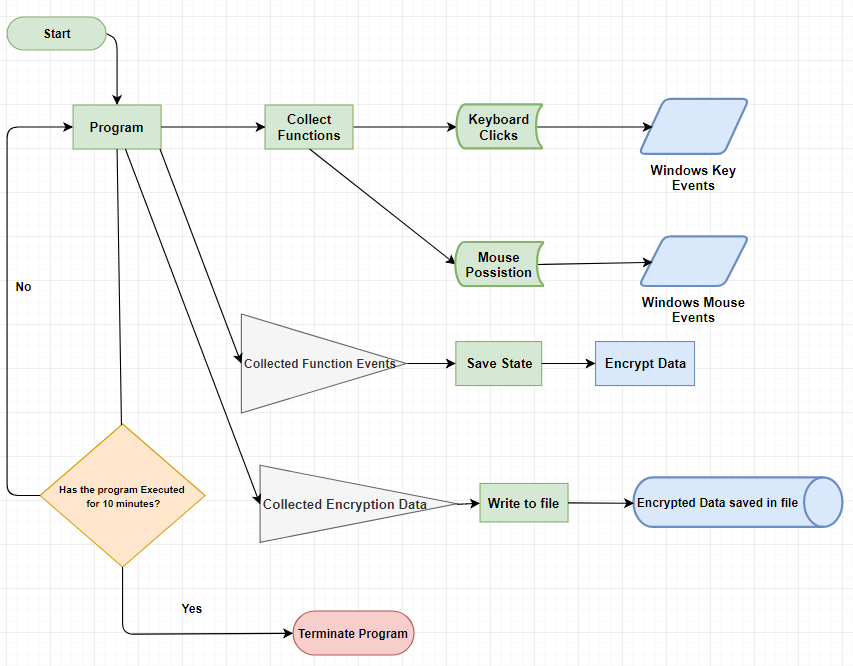 Start
Program
Collect
Functions
Keyboard
Clicks
Windows Key
Events
Mouse
Possistion
Windows Mouse
Events
No
Collected Function Events
Save State
Encrypt Data
Has the program Executed
for 10 minutes?
Collected Encryption Data
Write to file
Encrypted Data saved in file
Yes
Terminate Program